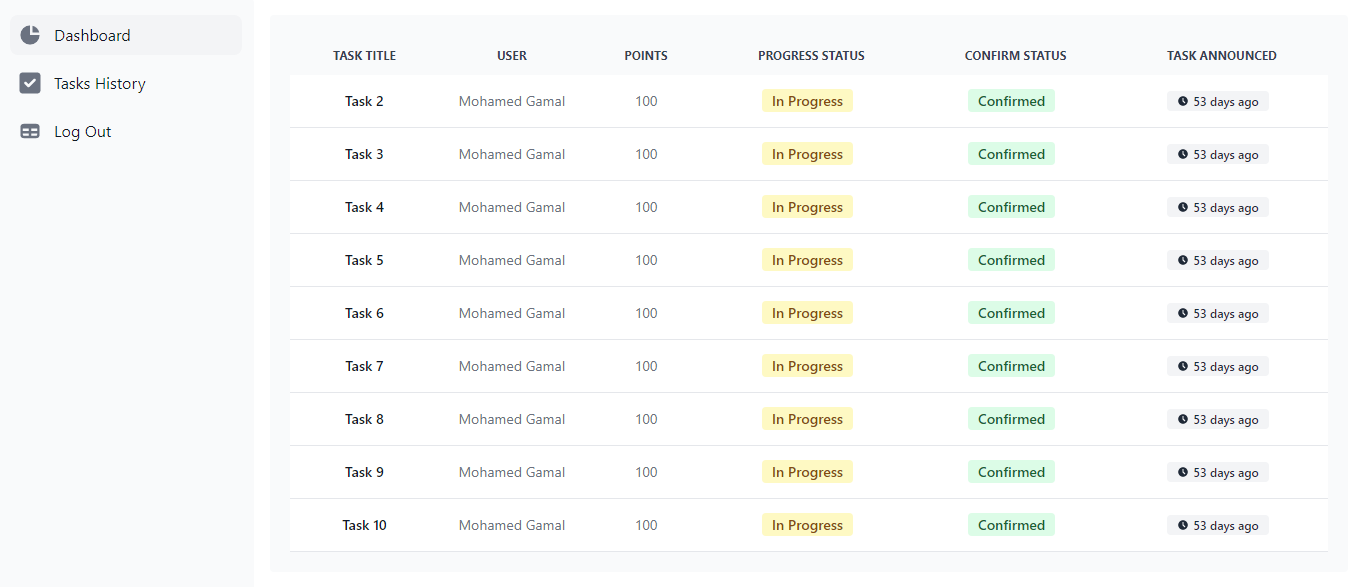 Dashboard
Tasks History
Log Out
TASK TITLE USER POINTS PROGRESS STATUS CONFIRM STATUS TASK ANNOUNCED
Task 2 Mohamed Gamal 100 In Progress Confirmed 53 days ago
Task 3 Mohamed Gamal 100 In Progress Confirmed 53 days ago
Task 4 Mohamed Gamal 100 In Progress Confirmed 53 days ago
Task 5 Mohamed Gamal 100 In Progress Confirmed 53 days ago
Task 6 Mohamed Gamal 100 In Progress Confirmed 53 days ago
Task 7 Mohamed Gamal 100 In Progress Confirmed 53 days ago
Task 8 Mohamed Gamal 100 In Progress Confirmed 53 days ago
Task 9 Mohamed Gamal 100 In Progress Confirmed 53 days ago
Task 10 Mohamed Gamal 100 In Progress Confirmed 53 days ago